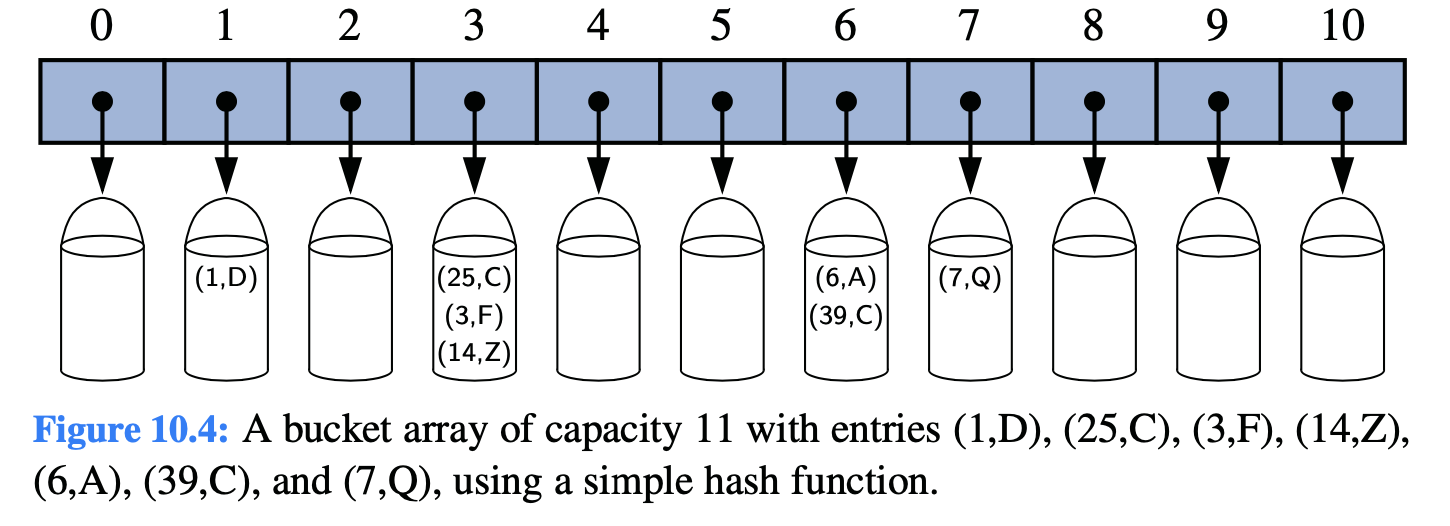 0 1 2 3 4 5 6 7 8 9 10
(1,D) (25,C) (6,A) (7,Q)
(3,F) (39,C)
(14,Z)
Figure 10.4: A bucket array of capacity 11 with entries (1,D), (25,C), (3,F), (14,Z),
(6,A), (39,C), and (7,Q), using a simple hash function.